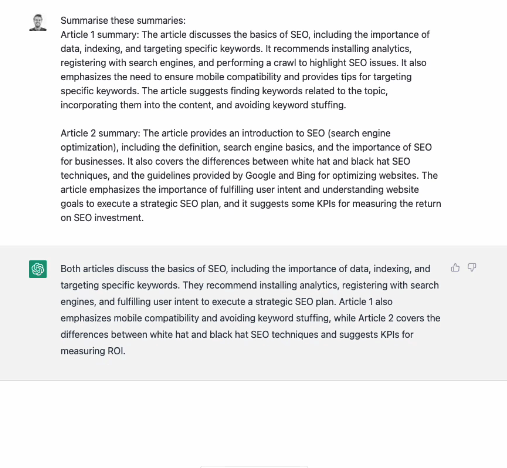 Summarise these summaries:
Article 1 summary: The article discusses the basics of SEO, including the importance of
data, indexing, and targeting specific keywords. It recommends installing analytics,
registering with search engines, and performing a crawl to highlight SEO issues. It also
emphasizes the need to ensure mobile compatibility and provides tips for targeting
specific keywords. The article suggests finding keywords related to the topic,
incorporating them into the content, and avoiding keyword stuffing.
Article 2 summary: The article provides an introduction to SEO (search engine
optimization), including the definition, search engine basics, and the importance of SEO
for businesses. It also covers the differences between white hat and black hat SEO
techniques, and the guidelines provided by Google and Bing for optimizing websites. The
article emphasizes the importance of fulfilling user intent and understanding website
goals to execute a strategic SEO plan, and it suggests some KPIs for measuring the return
on SEO investment.
Both articles discuss the basics of SEO, including the importance of data, indexing, and
targeting specific keywords. They recommend installing analytics, registering with search
engines, and fulfilling user intent to execute a strategic SEO plan. Article 1 also
emphasizes mobile compatibility and avoiding keyword stuffing, while Article 2 covers the
differences between white hat and black hat SEO techniques and suggests KPIs for
measuring ROI.